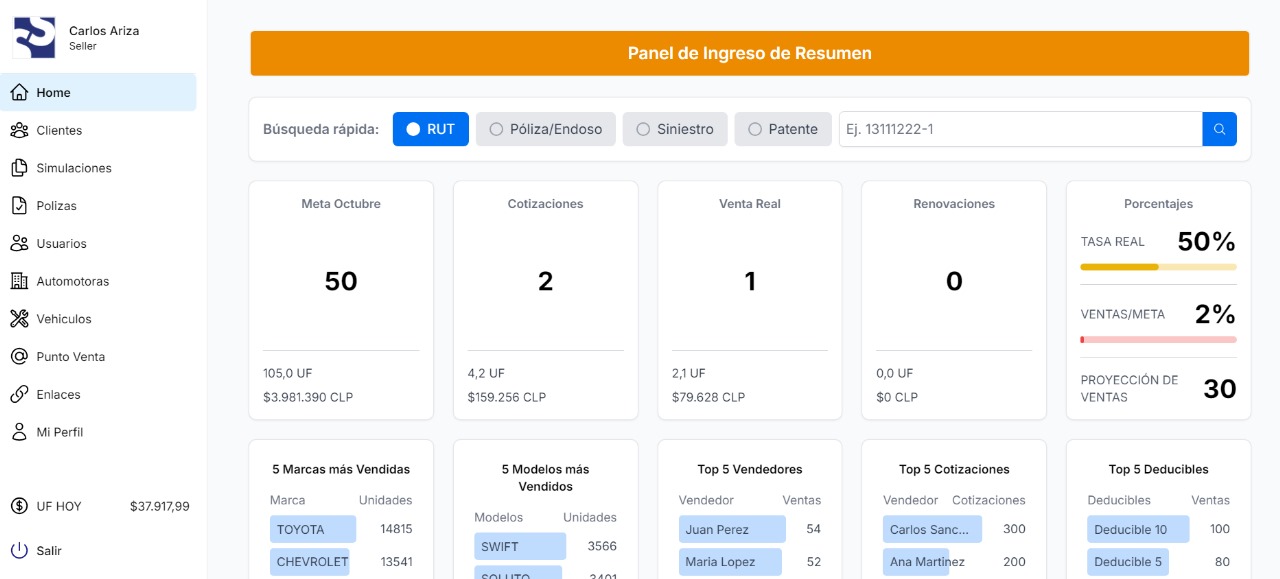 Carlos Ariza
Seller
Home
Clientes
Simulaciones
Polizas
Usuarios
Automotoras
Vehiculos
Punto Venta
Enlaces
Mi Perfil
UF HOY $37.917,99
Salir
Panel de Ingreso de Resumen
Búsqueda rápida: RUT Póliza/Endoso Siniestro Patente Ej. 13111222-1
Meta Octubre
50
105,0 UF
$3.981.390 CLP
Cotizaciones
2
4,2 UF
$159.256 CLP
Venta Real
1
2,1 UF
$79.628 CLP
Renovaciones
0
0,0 UF
$0 CLP
Porcentajes
TASA REAL 50%
VENTAS/META 2%
PROYECCIÓN DE
VENTAS 30
5 Marcas más Vendidas
Marca Unidades
TOYOTA 14815
CHEVROLET 13541
5 Modelos más
Vendidos
Modelos Unidades
SWIFT 3566
SOLUTO 3401
Top 5 Vendedores
Vendedor Ventas
Juan Perez 54
Maria Lopez 52
Top 5 Cotizaciones
Vendedor Cotizaciones
Carlos Sanc... 300
Ana Martinez 200
Top 5 Deducibles
Deducibles Ventas
Deducible 10 100
Deducible 5 80